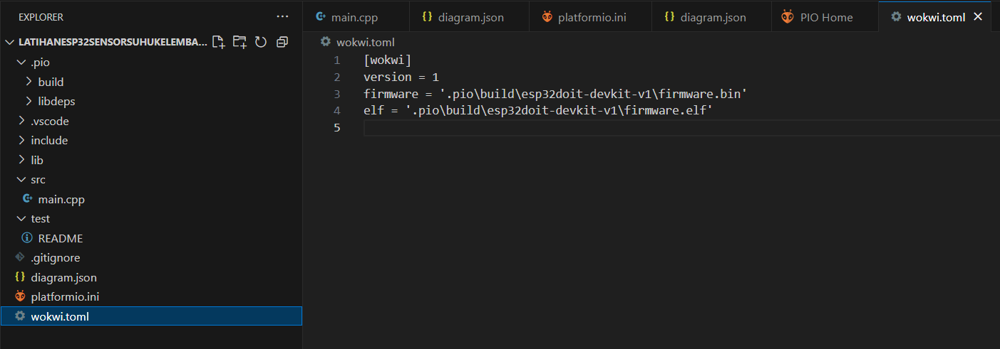 EXPLORER
LATIHANESP32SENSORSUHUKELEMBA...
.pio
build
libdeps
.vscode
include
lib
src
main.cpp
test
README
.gitignore
diagram.json
platformio.ini
wokwi.toml
main.cpp
diagram.json
platformio.ini
diagram.json
PIO Home
wokwi.toml
wokwi.toml
1 [wokwi]
2 version = 1
3 firmware = '.pio\build\esp32doit-devkit-v1\firmware.bin'
4 elf = '.pio\build\esp32doit-devkit-v1\firmware.elf'
5